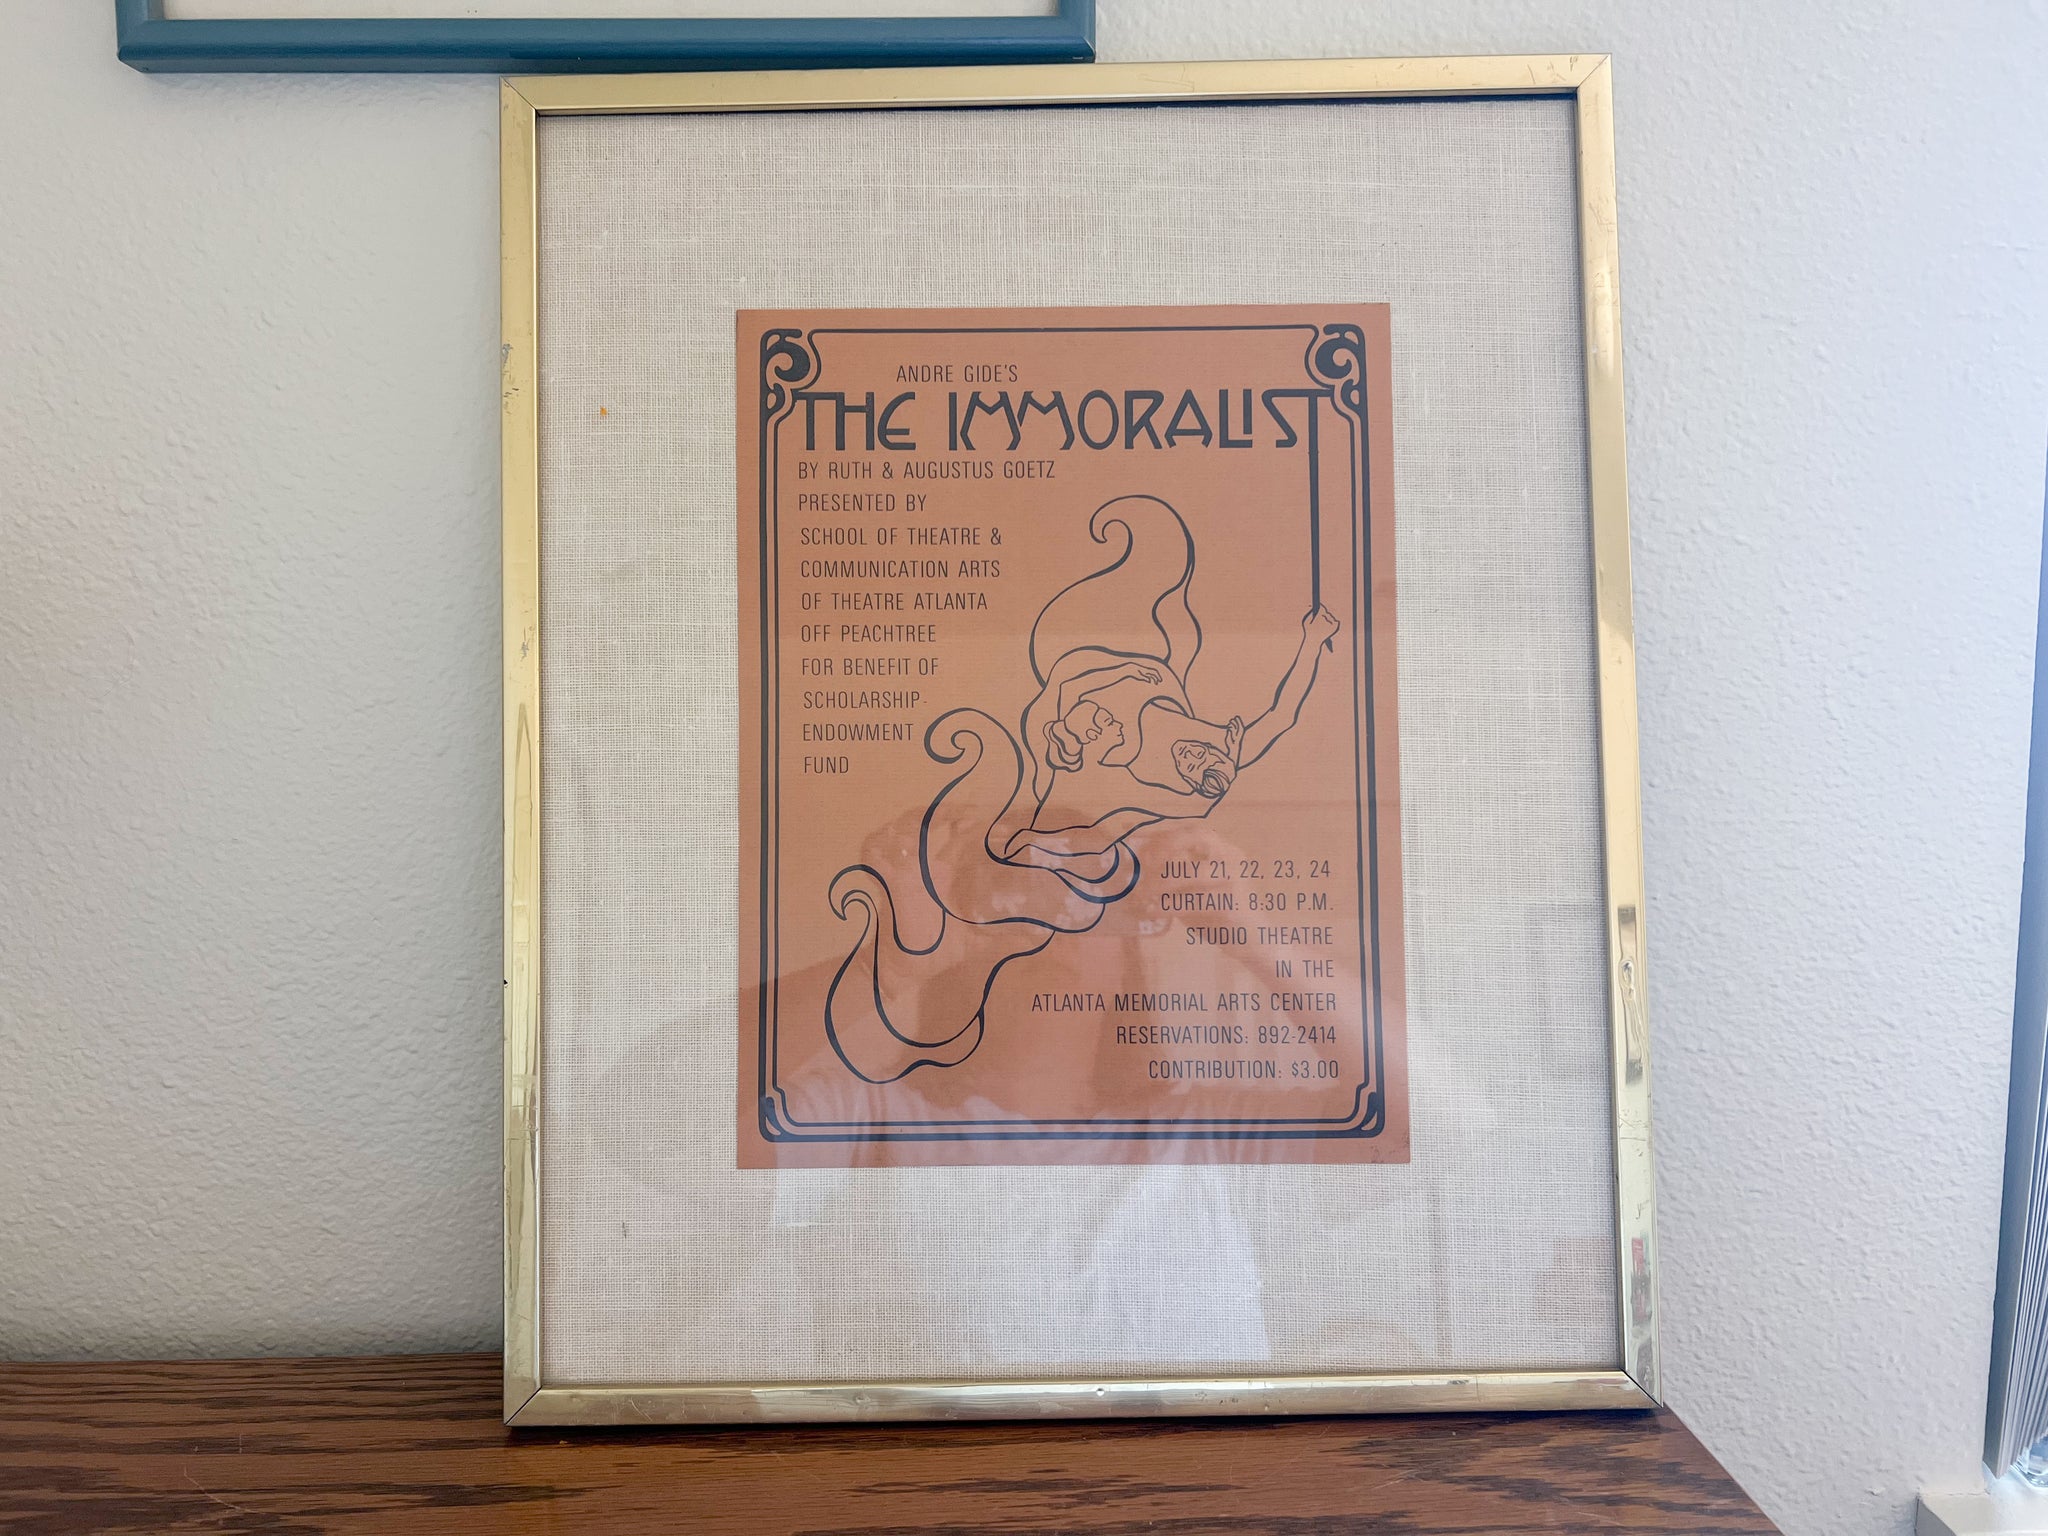 ANDRE GIDE'S
THE IMMORALIST
BY RUTH & AUGUSTUS GOETZ
PRESENTED BY
SCHOOL OF THEATRE &
COMMUNICATION ARTS
OF THEATRE ATLANTA
OFF PEACHTREE
FOR BENEFIT OF
SCHOLARSHIP-
ENDOWMENT
FUND
JULY 21, 22, 23, 24
CURTAIN: 8:30 P.M.
STUDIO THEATRE
IN THE
ATLANTA MEMORIAL ARTS CENTER
RESERVATIONS: 892-2414
CONTRIBUTION: $3.00